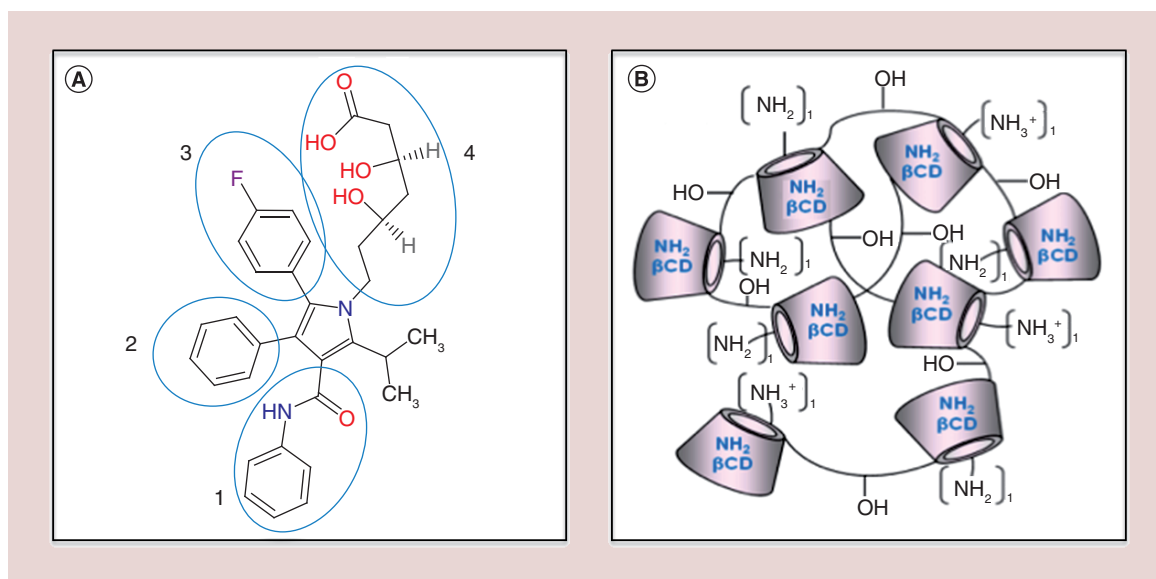 A
O
HO
H
4
3
HO
F
HO
H
N
2
CH3
CH3
HN
O
1
B
OH
[NH2]1
[NH3+]1
NH2
βCD
NH2
βCD
HO
OH
NH2
βCD
[NH2]1
OH
OH
[NH2]1
NH2
βCD
OH
NH2
βCD
NH2
βCD
[NH2]1
[NH3+]1
HO
[NH3+]1
NH2
βCD
NH2
βCD
[NH2]1
OH